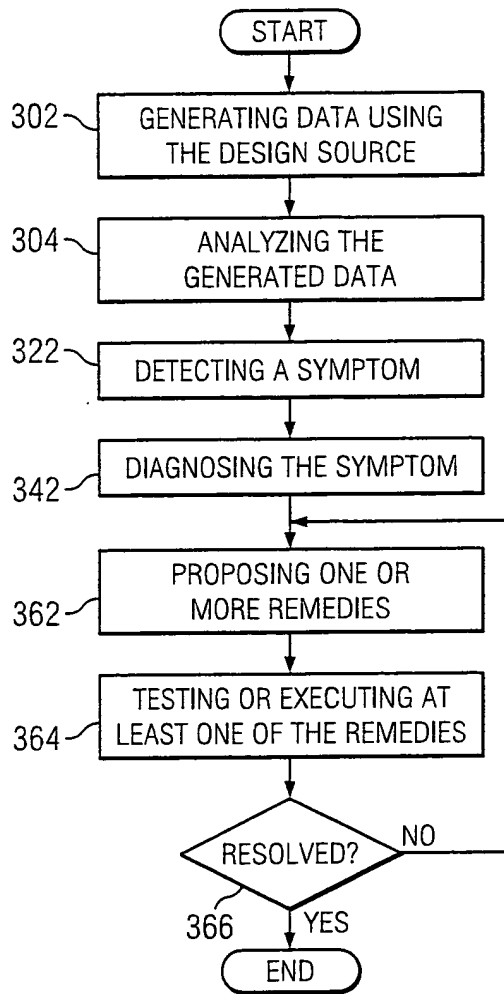 START
302
GENERATING DATA USING
THE DESIGN SOURCE
304
ANALYZING THE
GENERATED DATA
322
DETECTING A SYMPTOM
342
DIAGNOSING THE SYMPTOM
362
PROPOSING ONE OR
MORE REMEDIES
364
TESTING OR EXECUTING AT
LEAST ONE OF THE REMEDIES
RESOLVED?
NO
366
YES
END